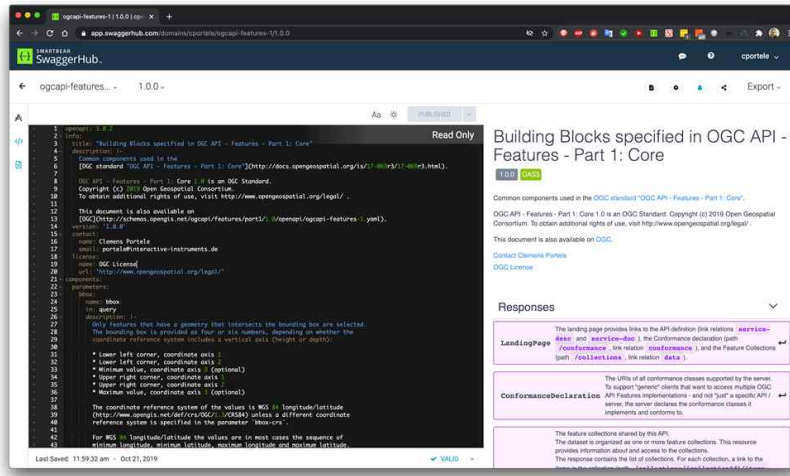 ogcapi-features-1 | 1.0.0 | cpo
app.swaggerhub.com/domains/cportele/ogcapi-features-1/1.0.0
SMARTBEAR
SwaggerHub.
cportele
ogcapi-features...
1.0.0
Export
Aa
PUBLISHED
Read Only
1 openapi: 3.0.2
2 info:
3 title: "Building Blocks specified in OGC API - Features - Part 1: Core"
4 description: |-
5 Common components used in the
6 [OGC standard "OGC API - Features - Part 1: Core"](http://docs.opengeospatial.org/is/17-069r3/17-069r3.html).
7
8 OGC API - Features - Part 1: Core 1.0 is an OGC Standard.
9 Copyright (c) 2019 Open Geospatial Consortium.
10 To obtain additional rights of use, visit http://www.opengeospatial.org/legal/ .
11
12 This document is also available on
13 [OGC](http://schemas.opengis.net/ogcapi/features/part1/1.0/openapi/ogcapi-features-1.yaml).
14 version: '1.0.0'
15 contact:
16 name: Clemens Portele
17 email: portele@interactive-instruments.de
18 license:
19 name: OGC License
20 url: 'http://www.opengeospatial.org/legal/'
21 components:
22 parameters:
23 bbox:
24 name: bbox
25 in: query
26 description: |-
27 Only features that have a geometry that intersects the bounding box are selected.
28 The bounding box is provided as four or six numbers, depending on whether the
29 coordinate reference system includes a vertical axis (height or depth):
30
31 * Lower left corner, coordinate axis 1
32 * Lower left corner, coordinate axis 2
33 * Minimum value, coordinate axis 3 (optional)
34 * Upper right corner, coordinate axis 1
35 * Upper right corner, coordinate axis 2
36 * Maximum value, coordinate axis 3 (optional)
37
38 The coordinate reference system of the values is WGS 84 longitude/latitude
39 (http://www.opengis.net/def/crs/OGC/1.3/CRS84) unless a different coordinate
40 reference system is specified in the parameter `bbox-crs`.
41
42 For WGS 84 longitude/latitude the values are in most cases the sequence of
43 minimum longitude, minimum latitude, maximum longitude and maximum latitude.
Last Saved: 11:59:32 am - Oct 21, 2019
VALID
Building Blocks specified in OGC API -
Features - Part 1: Core
1.0.0 OAS3
Common components used in the OGC standard "OGC API - Features - Part 1: Core".
OGC API - Features - Part 1: Core 1.0 is an OGC Standard. Copyright (c) 2019 Open Geospatial
Consortium. To obtain additional rights of use, visit http://www.opengeospatial.org/legal/ .
This document is also available on OGC.
Contact Clemens Portele
OGC License
Responses
LandingPage
The landing page provides links to the API definition (link relations service-
desc and service-doc ), the Conformance declaration (path
/conformance , link relation conformance ), and the Feature Collections
(path /collections , link relation data ).
ConformanceDeclaration
The URIs of all conformance classes supported by the server.
To support "generic" clients that want to access multiple OGC
API Features implementations - and not "just" a specific API /
server, the server declares the conformance classes it
implements and conforms to.
The feature collections shared by this API.
The dataset is organized as one or more feature collections. This resource
provides information about and access to the collections.
The response contains the list of collections. For each collection, a link to the